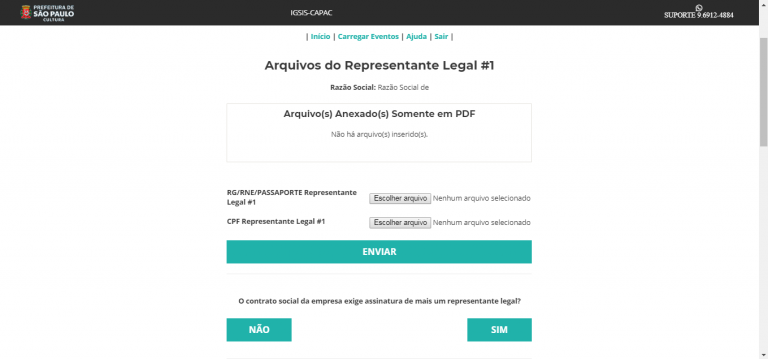 PREFEITURA DE
SÃO PAULO
CULTURA
IGSIS-CAPAC
SUPORTE 9.6912-4884
| Início | Carregar Eventos | Ajuda | Sair |
Arquivos do Representante Legal #1
Razão Social: Razão Social de
Arquivo(s) Anexado(s) Somente em PDF
Não há arquivo(s) inserido(s).
RG/RNE/PASSAPORTE Representante
Legal #1
Escolher arquivo Nenhum arquivo selecionado
CPF Representante Legal #1 Escolher arquivo Nenhum arquivo selecionado
ENVIAR
O contrato social da empresa exige assinatura de mais um representante legal?
NÃO SIM